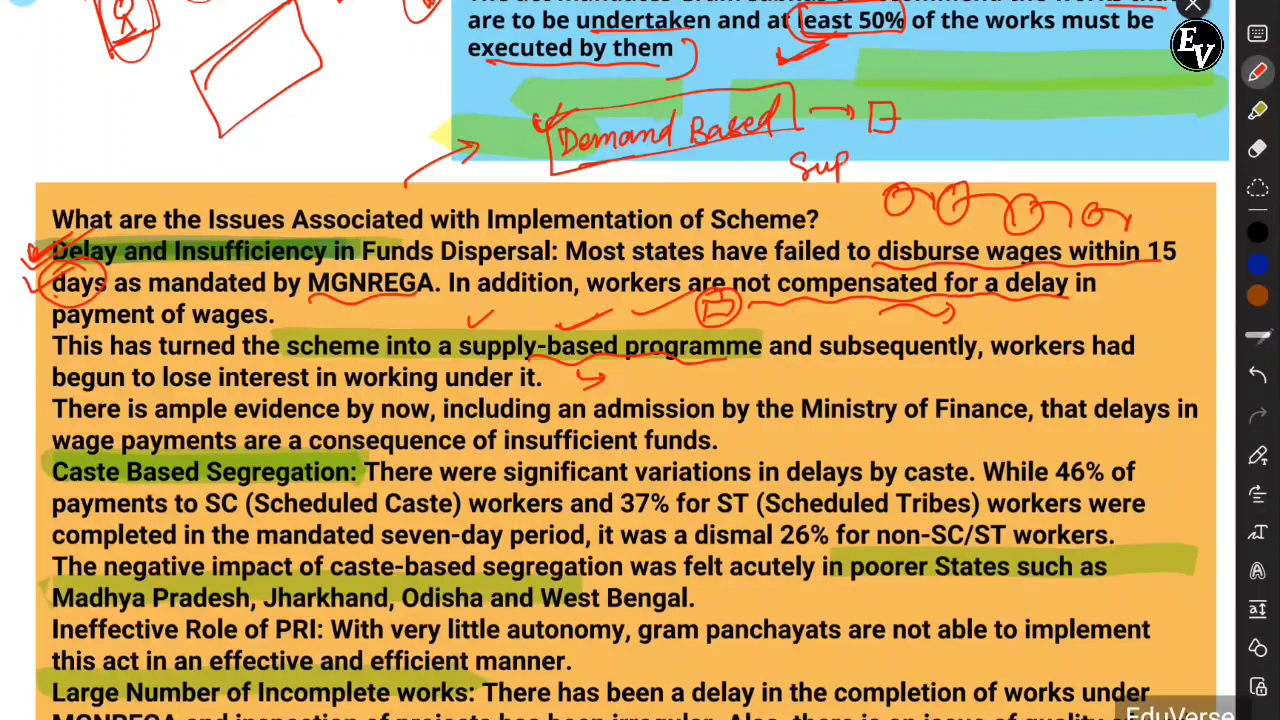 are to be undertaken and at least 50% of the works must be
executed by them
EV
Demand Based
Sup
What are the Issues Associated with Implementation of Scheme?
Delay and Insufficiency in Funds Dispersal: Most states have failed to disburse wages within 15
days as mandated by MGNREGA. In addition, workers are not compensated for a delay in
payment of wages.
This has turned the scheme into a supply-based programme and subsequently, workers had
begun to lose interest in working under it.
There is ample evidence by now, including an admission by the Ministry of Finance, that delays in
wage payments are a consequence of insufficient funds.
Caste Based Segregation: There were significant variations in delays by caste. While 46% of
payments to SC (Scheduled Caste) workers and 37% for ST (Scheduled Tribes) workers were
completed in the mandated seven-day period, it was a dismal 26% for non-SC/ST workers.
The negative impact of caste-based segregation was felt acutely in poorer States such as
Madhya Pradesh, Jharkhand, Odisha and West Bengal.
Ineffective Role of PRI: With very little autonomy, gram panchayats are not able to implement
this act in an effective and efficient manner.
Large Number of Incomplete works: There has been a delay in the completion of works under
EduVerse